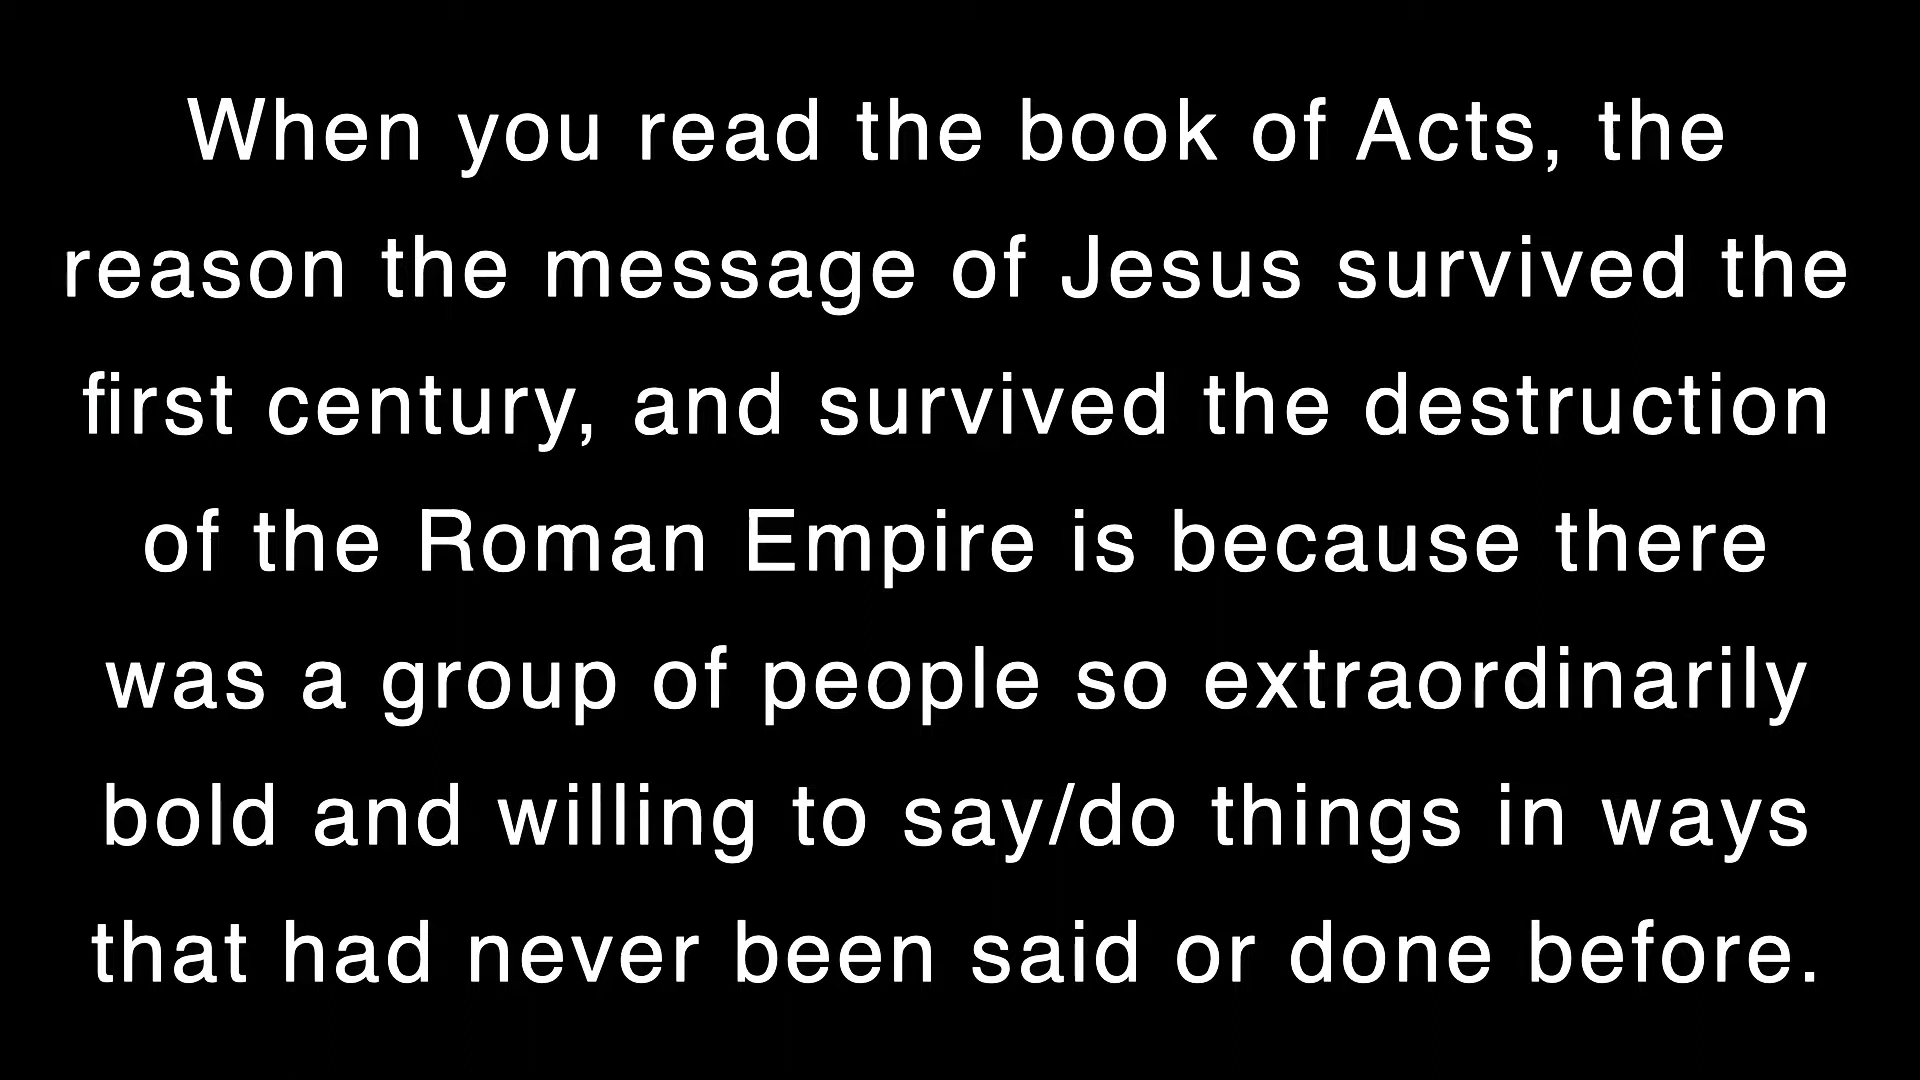 When you read the book of Acts, the
reason the message of Jesus survived the
first century, and survived the destruction
of the Roman Empire is because there
was a group of people so extraordinarily
bold and willing to say/do things in ways
that had never been said or done before.